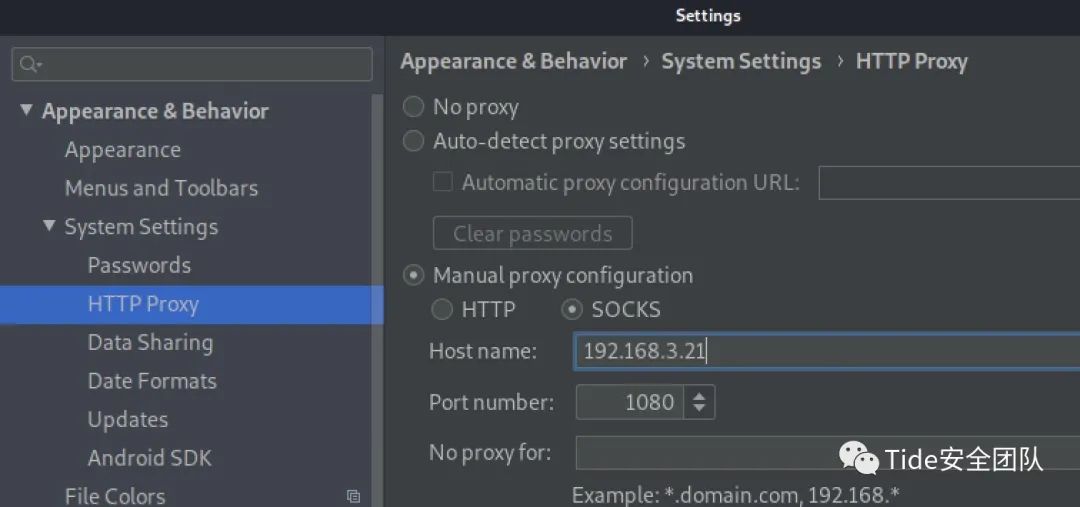 Settings
Appearance & Behavior
Appearance
Menus and Toolbars
System Settings
Passwords
HTTP Proxy
Data Sharing
Date Formats
Updates
Android SDK
File Colors
Appearance & Behavior › System Settings › HTTP Proxy
No proxy
Auto-detect proxy settings
Automatic proxy configuration URL:
Clear passwords
Manual proxy configuration
HTTP SOCKS
Host name: 192.168.3.21
Port number: 1080
No proxy for:
Example: *.domain.com, 192.168.*
Tide安全团队